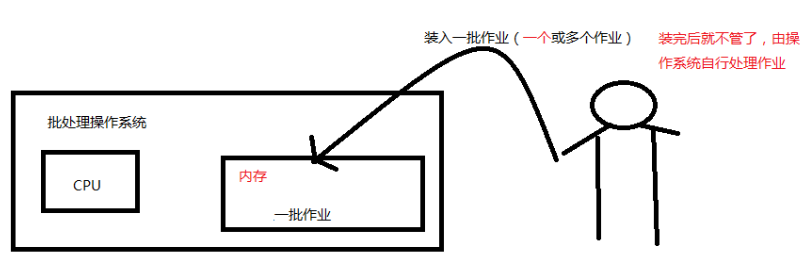 装入一批作业（一个或多个作业）
装完后就不管了，由操
作系统自行处理作业
批处理操作系统
CPU
内存
一批作业